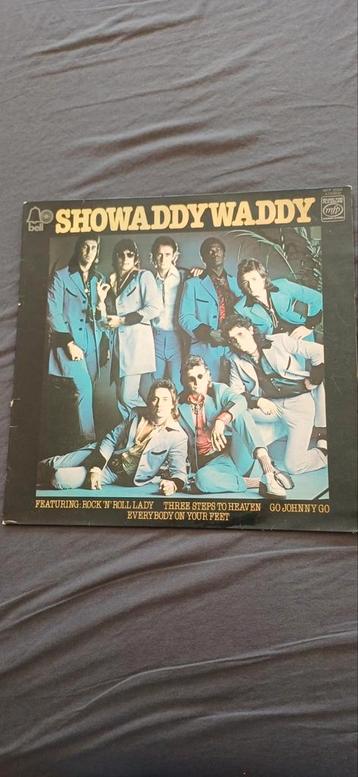 bell
SHOWADDYWADDY
mfp
FEATURING: ROCK 'N' ROLL LADY THREE STEPS TO HEAVEN GO JOHNNY GO
EVERYBODY ON YOUR FEET